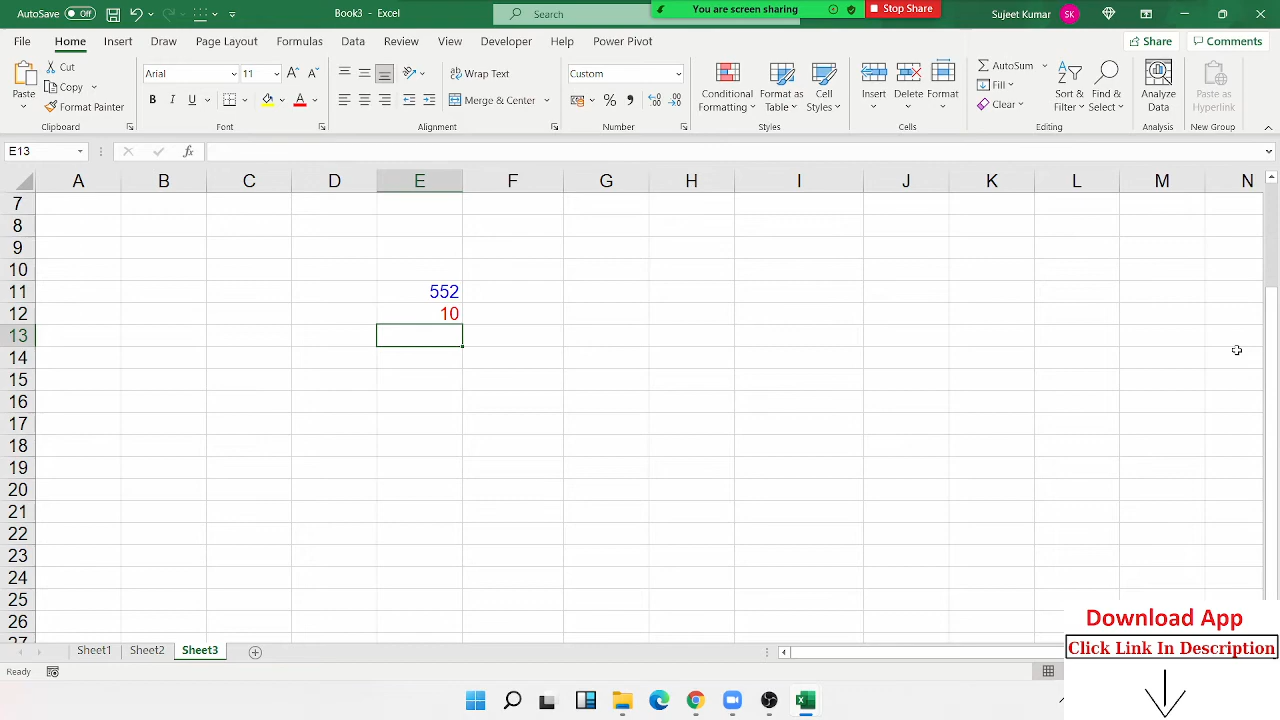 AutoSave Off Book3 - Excel Search You are screen sharing Stop Share Sujeet Kumar SK
File Home Insert Draw Page Layout Formulas Data Review View Developer Help Power Pivot Share Comments
Paste Cut Copy Format Painter Clipboard
Arial 11 B I U A Font
Wrap Text Merge & Center Alignment
Custom % Number
Conditional Formatting Format as Table Cell Styles Styles
Insert Delete Format Cells
AutoSum Fill Clear Sort & Filter Find & Select Editing
Analyze Data Analysis
Paste as Hyperlink New Group
E13 fx
A B C D E F G H I J K L M N
7
8
9
10
11 552
12 10
13
14
15
16
17
18
19
20
21
22
23
24
25
26
27
Sheet1 Sheet2 Sheet3
Ready
Download App
Click Link In Description